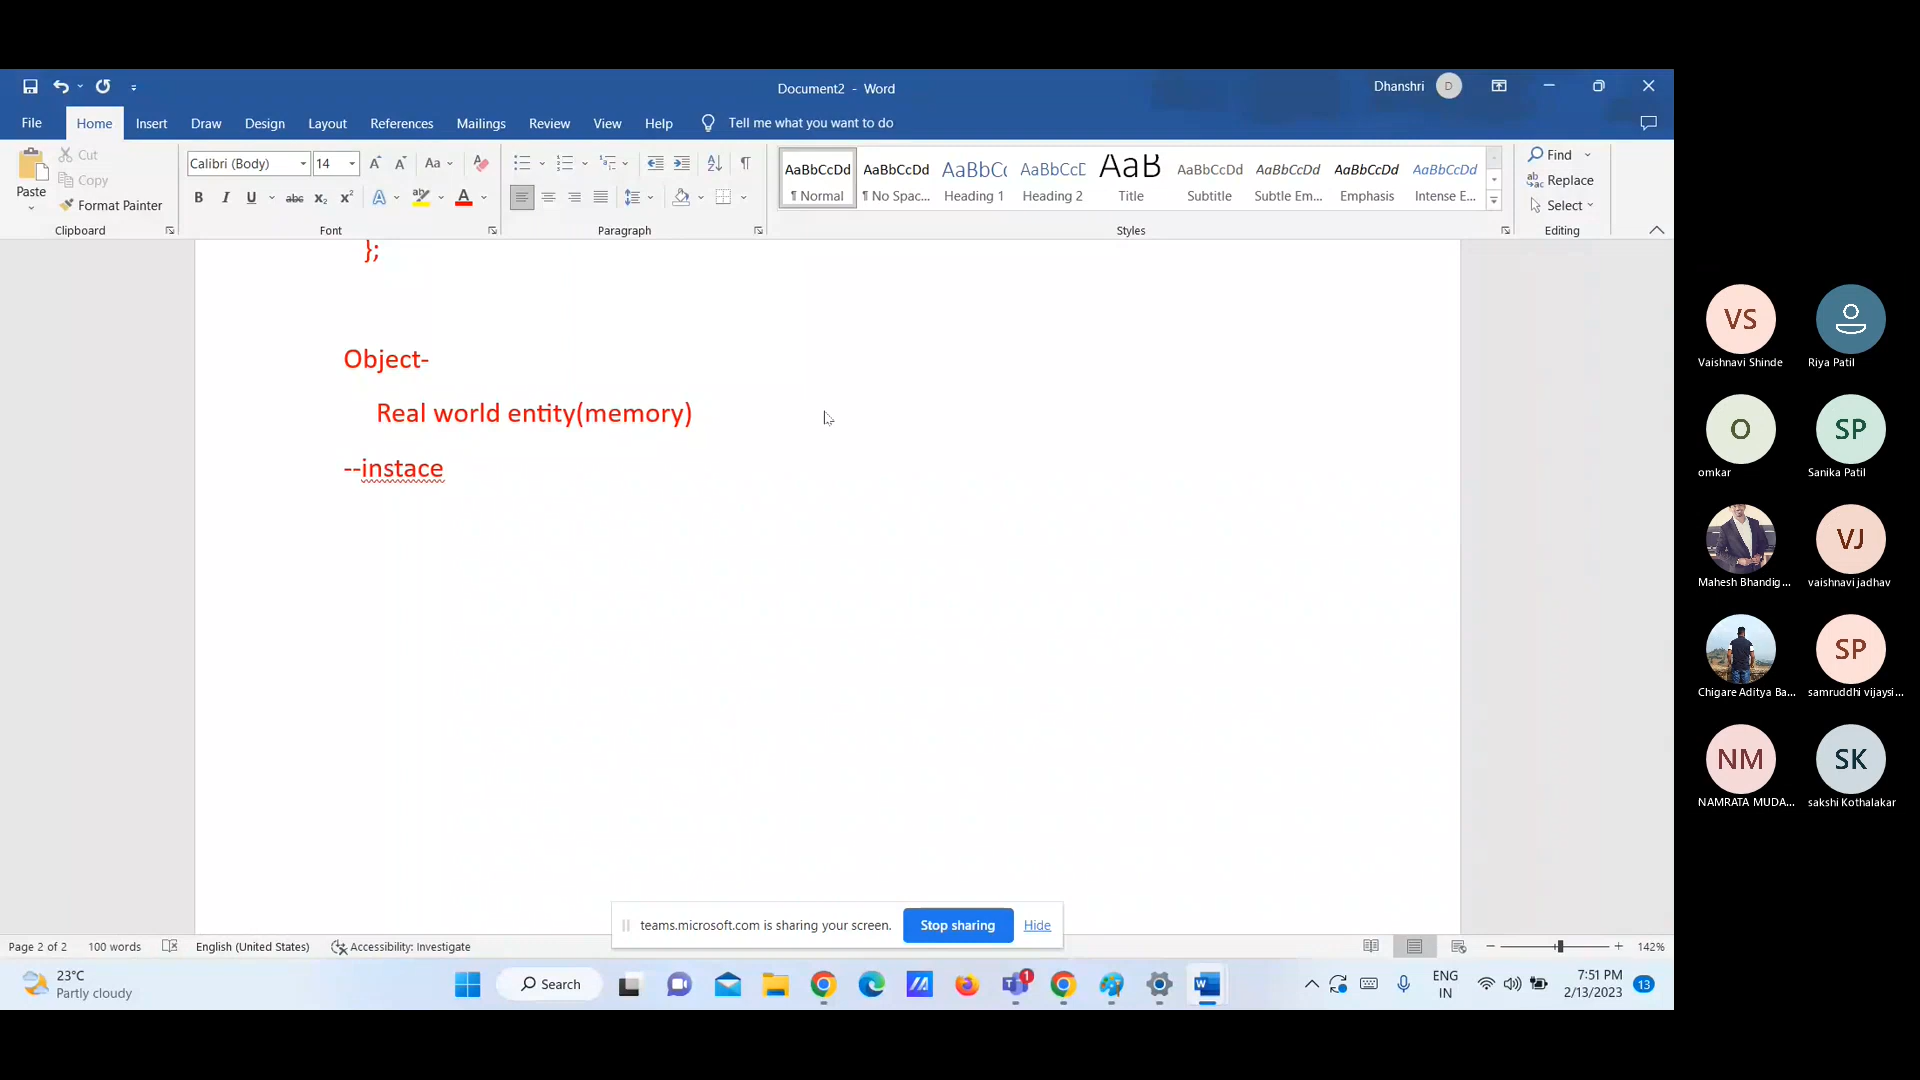 Document2 - Word
Dhanshri
D
File
Home
Insert
Draw
Design
Layout
References
Mailings
Review
View
Help
Tell me what you want to do
Paste
Cut
Copy
Format Painter
Clipboard
Calibri (Body)
14
Aa
B I U abc x₂ x² A A
Font
Paragraph
AaBbCcDd
¶ Normal
AaBbCcDd
¶ No Spac...
AaBbC
Heading 1
AaBbCcD
Heading 2
AaB
Title
AaBbCcDd
Subtitle
AaBbCcDd
Subtle Em...
AaBbCcDd
Emphasis
AaBbCcDd
Intense E...
Styles
Find
Replace
Select
Editing
};
Object-
Real world entity(memory)
--instace
teams.microsoft.com is sharing your screen.
Stop sharing
Hide
Page 2 of 2
100 words
English (United States)
Accessibility: Investigate
142%
23°C
Partly cloudy
Search
1
ENG
IN
7:51 PM
2/13/2023
13
VS
Vaishnavi Shinde
Riya Patil
O
omkar
SP
Sanika Patil
Mahesh Bhandig...
VJ
vaishnavi jadhav
Chigare Aditya Ba...
SP
samruddhi vijaysi...
NM
NAMRATA MUDA...
SK
sakshi Kothalakar